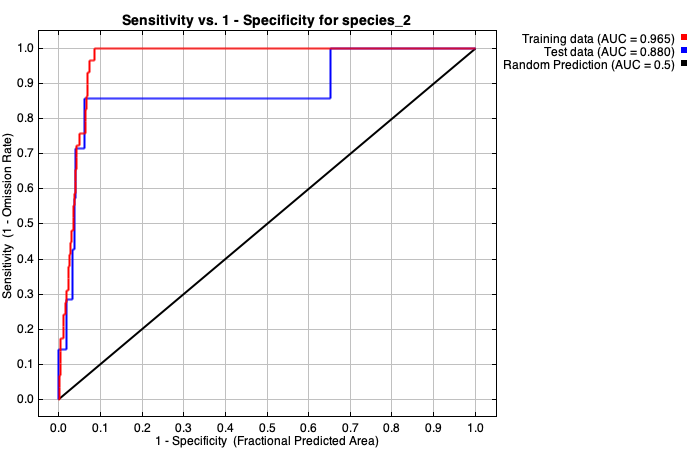 Sensitivity vs. 1 - Specificity for species_2
Training data (AUC = 0.965)
Test data (AUC = 0.880)
Random Prediction (AUC = 0.5)
Sensitivity (1 - Omission Rate)
1.0
0.9
0.8
0.7
0.6
0.5
0.4
0.3
0.2
0.1
0.0
0.0 0.1 0.2 0.3 0.4 0.5 0.6 0.7 0.8 0.9 1.0
1 - Specificity (Fractional Predicted Area)